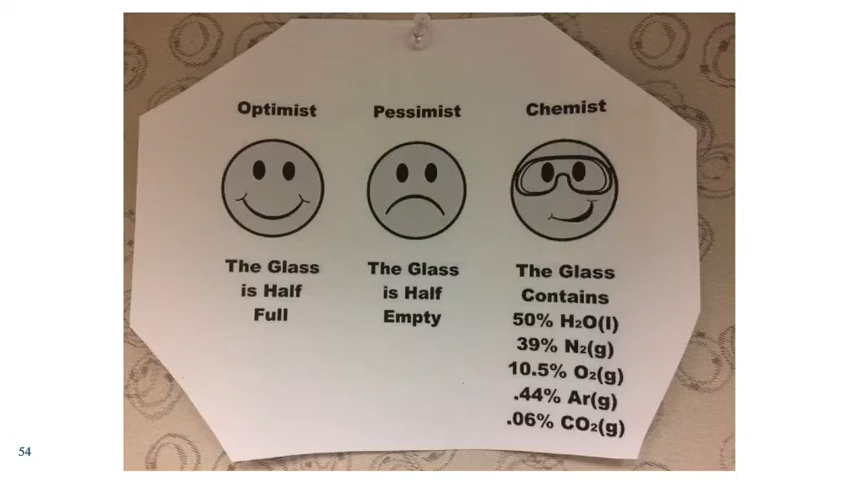 Optimist
The Glass
is Half
Full
Pessimist
The Glass
is Half
Empty
Chemist
The Glass
Contains
50% H₂O(l)
39% N₂(g)
10.5% O₂(g)
.44% Ar(g)
.06% CO₂(g)
54